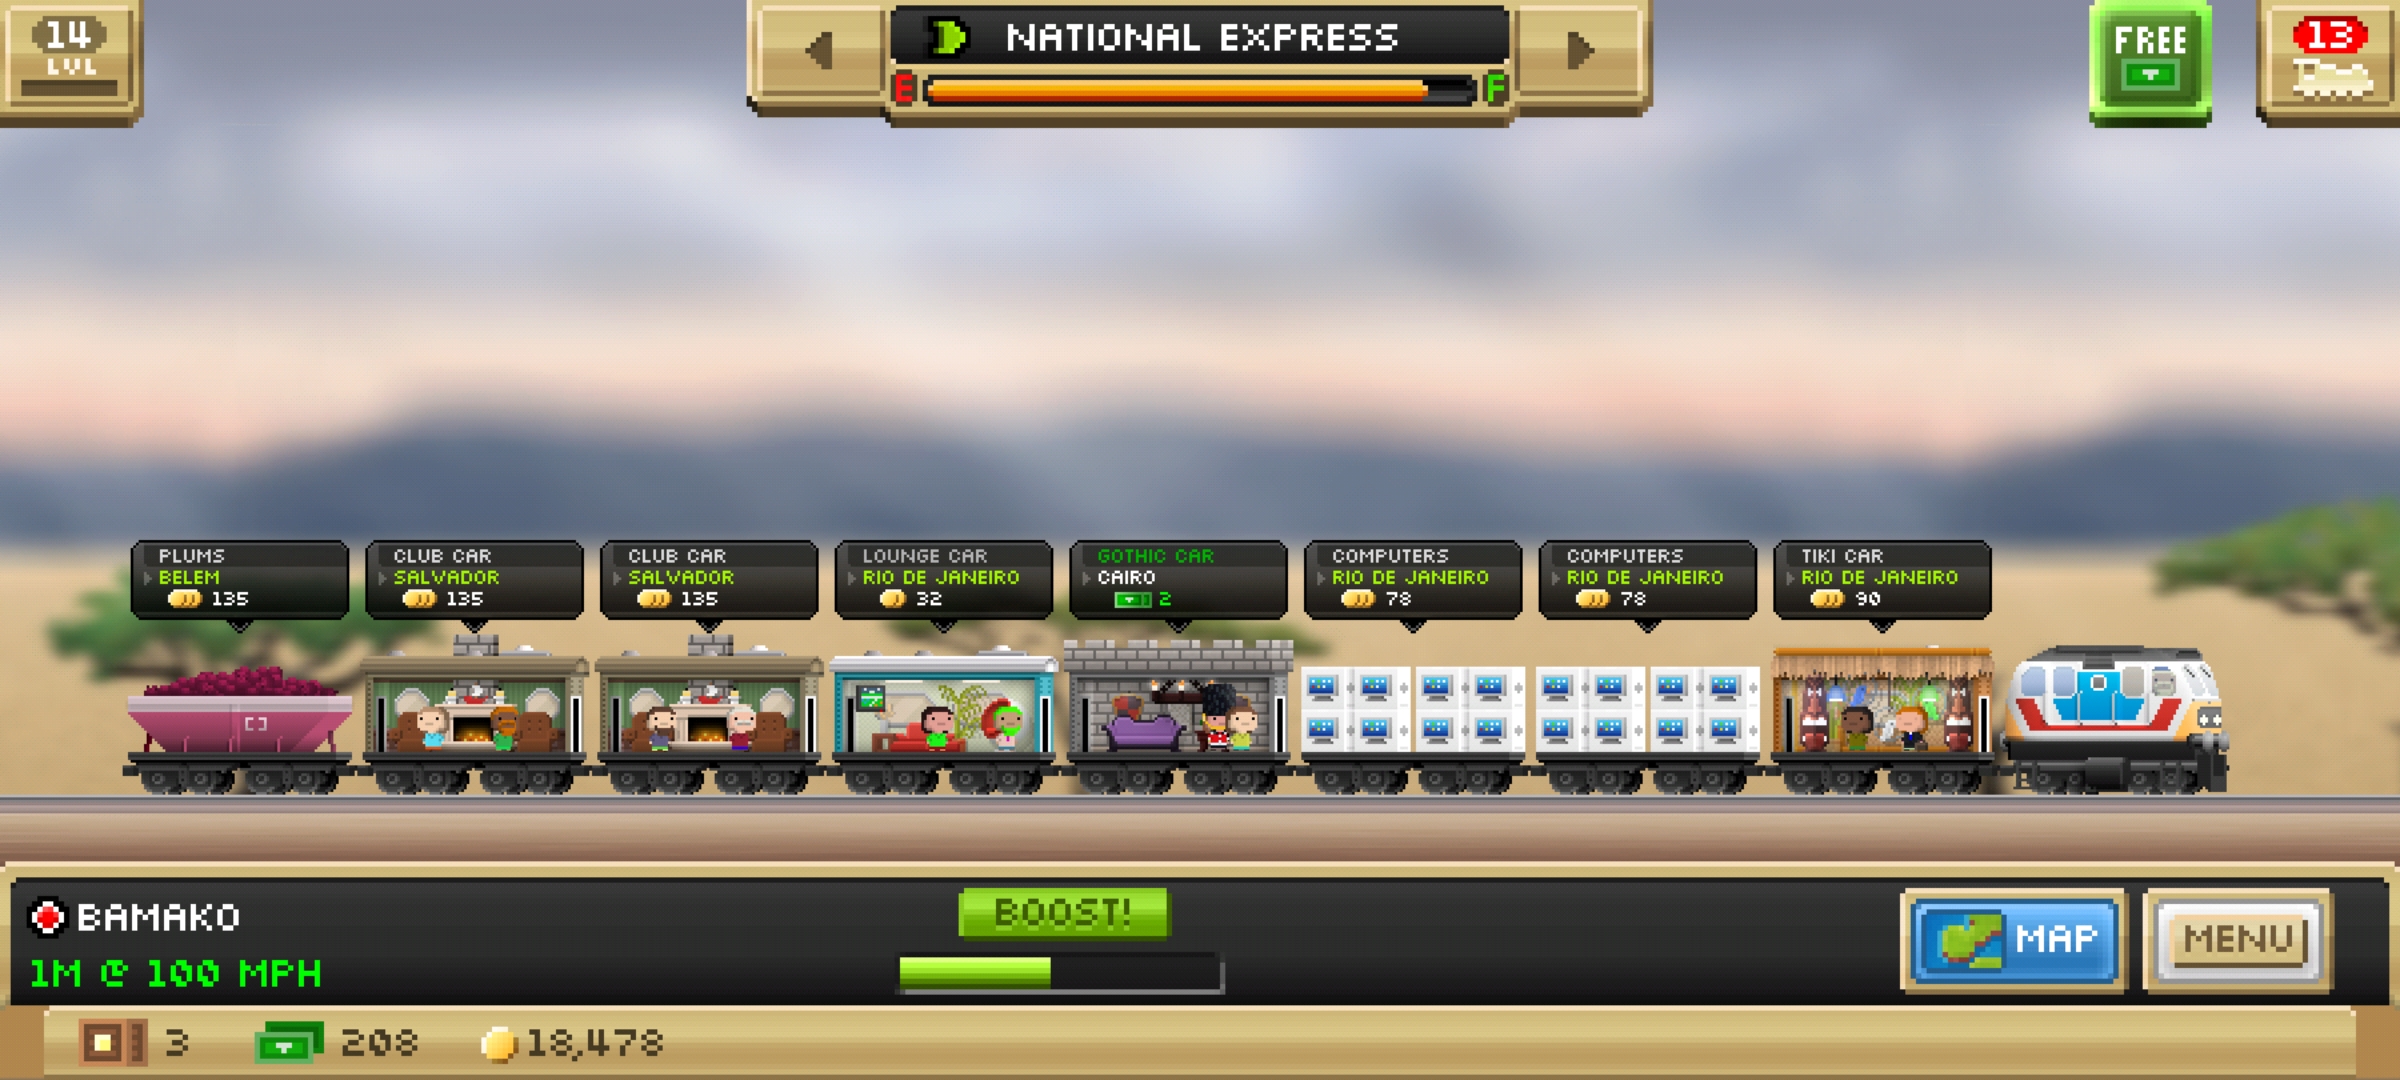 14
LVL
NATIONAL EXPRESS
E F
FREE
13
PLUMS
BELEM
135
CLUB CAR
SALVADOR
135
CLUB CAR
SALVADOR
135
LOUNGE CAR
RIO DE JANEIRO
32
GOTHIC CAR
CAIRO
2
COMPUTERS
RIO DE JANEIRO
78
COMPUTERS
RIO DE JANEIRO
78
TIKI CAR
RIO DE JANEIRO
90
BAMAKO
1M @ 100 MPH
BOOST!
MAP
MENU
3 208 18,478